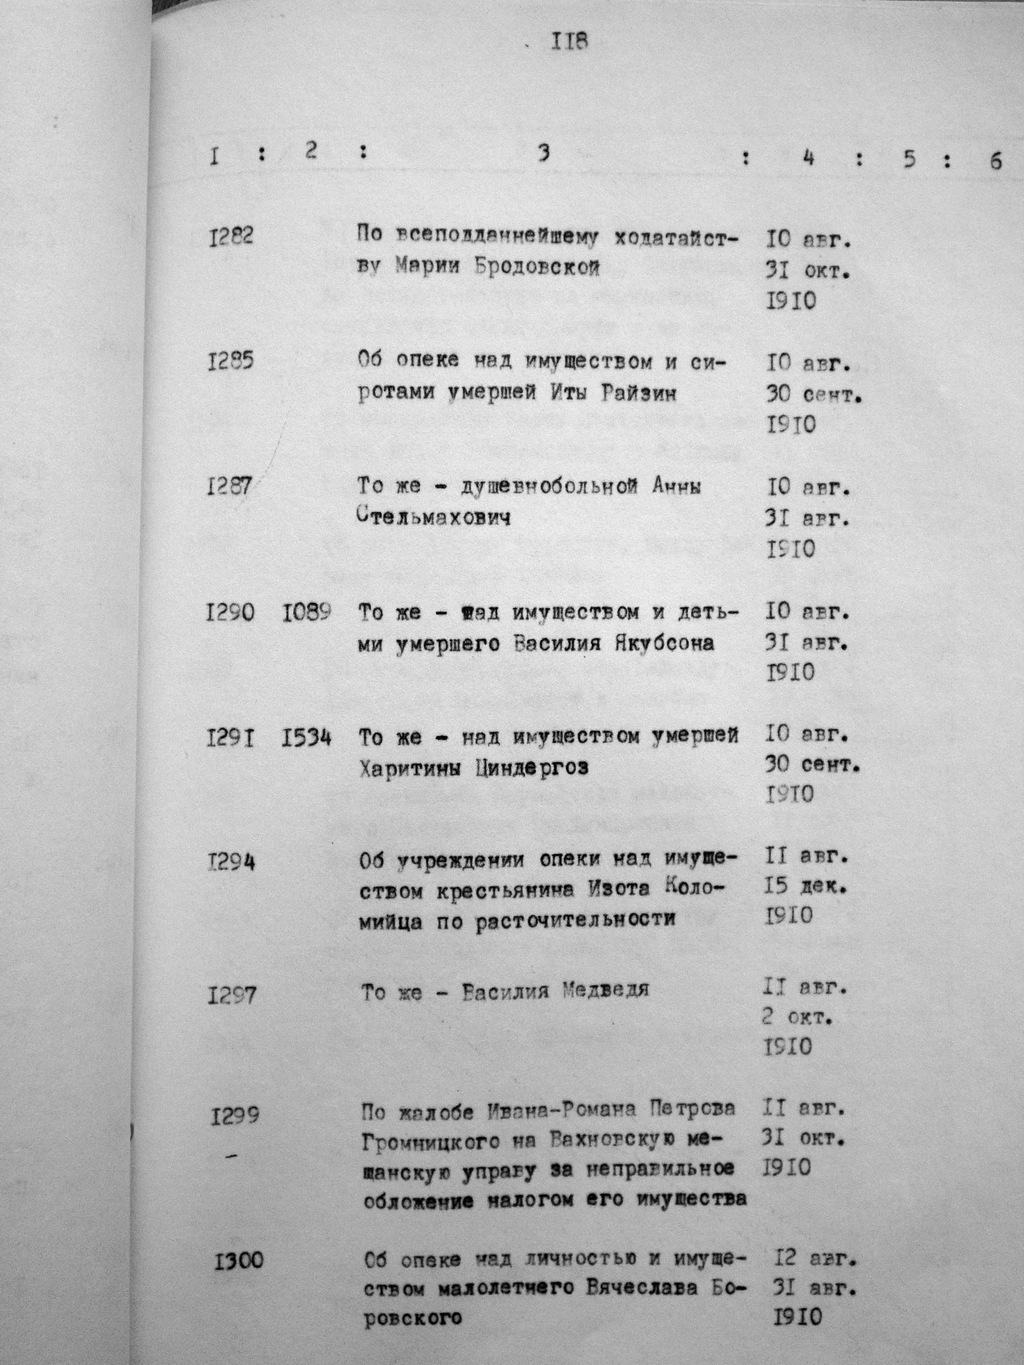 118
1 : 2 : 3 : 4 : 5 : 6
1282 По всеподданнейшему ходатайст- 10 авг.
ву Марии Бродовской 31 окт.
1910
1285 Об опеке над имуществом и си- 10 авг.
ротами умершей Иты Райзин 30 сент.
1910
1287 То же - душевнобольной Анны 10 авг.
Стельмахович 31 авг.
1910
1290 1089 То же - над имуществом и деть- 10 авг.
ми умершего Василия Якубсона 31 авг.
1910
1291 1534 То же - над имуществом умершей 10 авг.
Харитины Циндергоз 30 сент.
1910
1294 Об учреждении опеки над имуще- 11 авг.
ством крестьянина Изота Коло- 15 дек.
мийца по расточительности 1910
1297 То же - Василия Медведя 11 авг.
2 окт.
1910
1299 По жалобе Ивана-Романа Петрова 11 авг.
Громницкого на Вахновскую ме- 31 окт.
щанскую управу за неправильное 1910
обложение налогом его имущества
1300 Об опеке над личностью и имуще- 12 авг.
ством малолетнего Вячеслава Бо- 31 авг.
ровского 1910